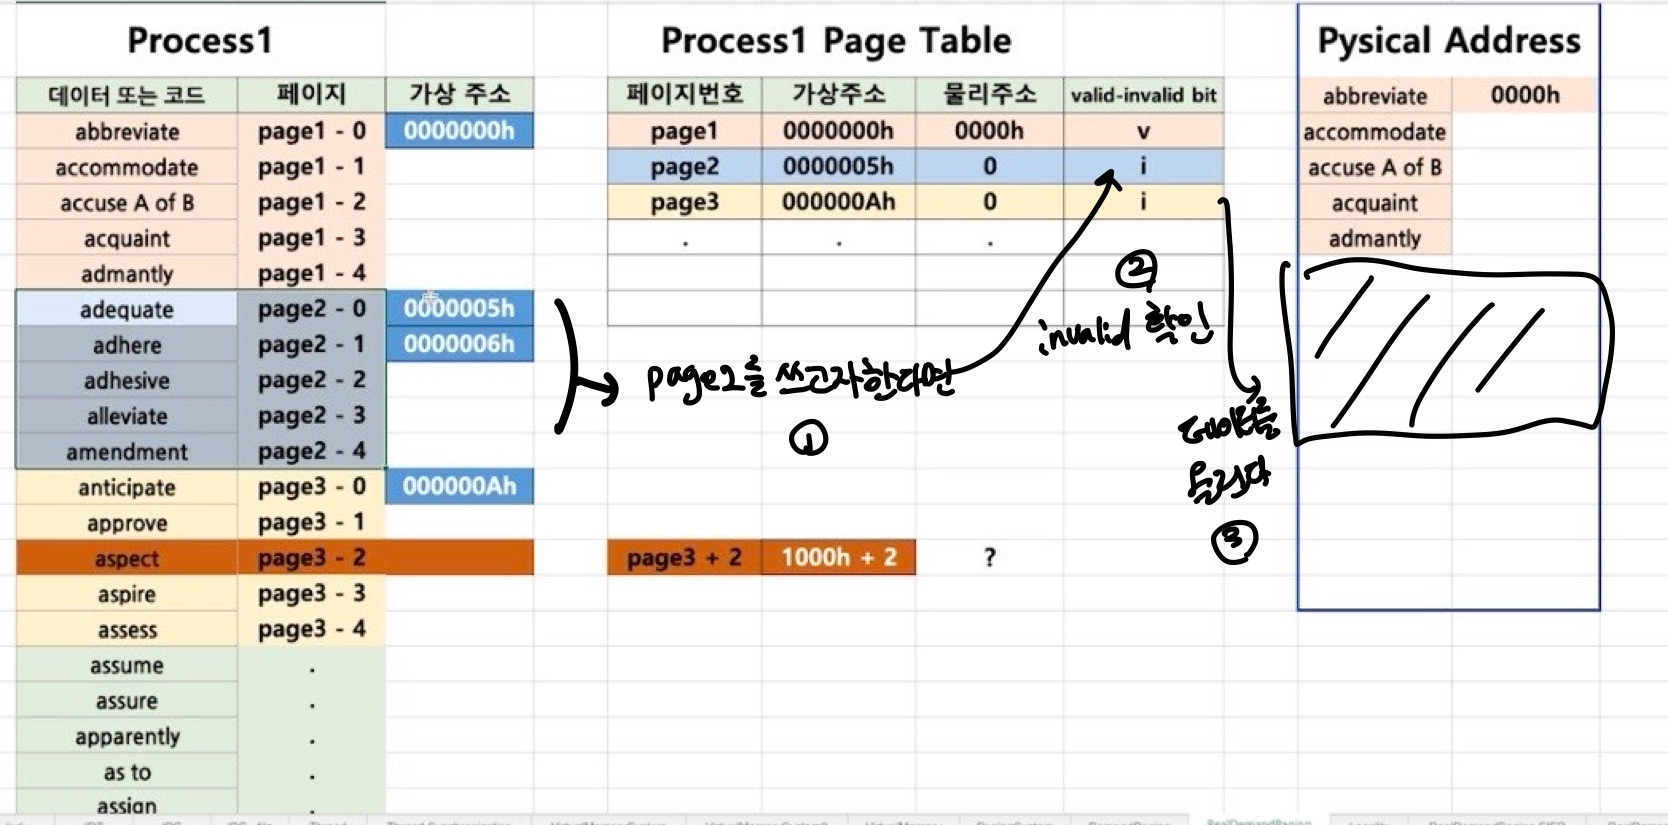 Process1
Process1 Page Table
Pysical Address
데이터 또는 코드 페이지 가상 주소
페이지번호 가상주소 물리주소 valid-invalid bit
abbreviate 0000h
abbreviate page1 - 0 0000000h
page1 0000000h 0000h v
accommodate
accommodate page1 - 1
page2 0000005h 0 i
accuse A of B
accuse A of B page1 - 2
page3 000000Ah 0 i
acquaint
acquaint page1 - 3
. . .
admantly
admantly page1 - 4
adequate page2 - 0 0000005h
adhere page2 - 1 0000006h
adhesive page2 - 2
alleviate page2 - 3
amendment page2 - 4
page2를 쓰고자한다면
①
②
invalid 확인
데이터를
올린다
③
anticipate page3 - 0 000000Ah
approve page3 - 1
aspect page3 - 2
page3 + 2 1000h + 2 ?
aspire page3 - 3
assess page3 - 4
assume .
assure .
apparently .
as to .
assign .